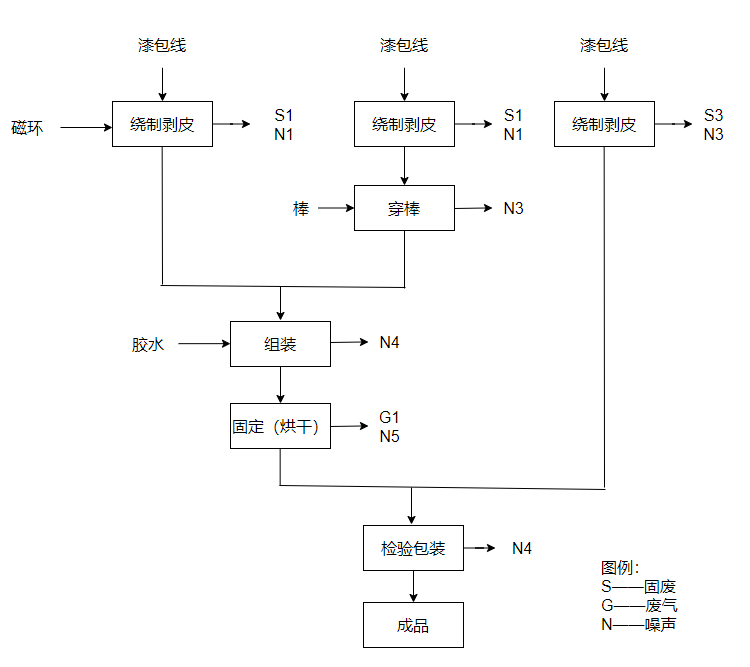 漆包线
漆包线
漆包线
磁环
绕制剥皮
S1
N1
绕制剥皮
S1
N1
绕制剥皮
S3
N3
棒
穿棒
N3
胶水
组装
N4
固定（烘干）
G1
N5
检验包装
N4
成品
图例：
S——固废
G——废气
N——噪声